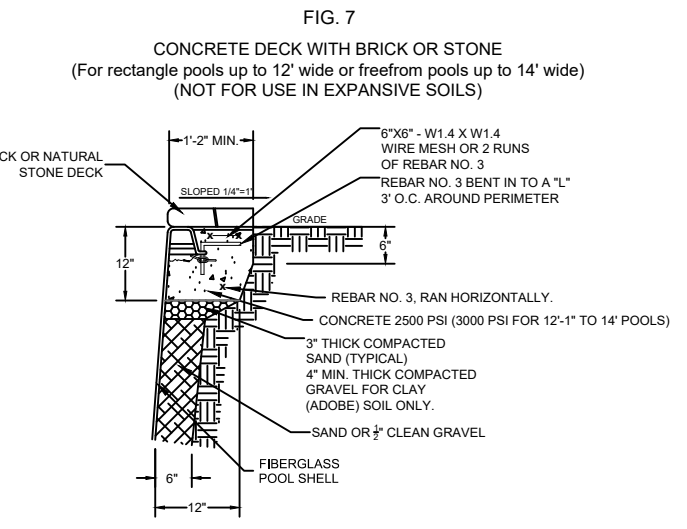 FIG. 7
CONCRETE DECK WITH BRICK OR STONE
(For rectangle pools up to 12' wide or freefrom pools up to 14' wide)
(NOT FOR USE IN EXPANSIVE SOILS)
1'-2" MIN.
6"X6" - W1.4 X W1.4
WIRE MESH OR 2 RUNS
OF REBAR NO. 3
CK OR NATURAL
STONE DECK
REBAR NO. 3 BENT IN TO A "L"
3' O.C. AROUND PERIMETER
SLOPED 1/4"=1'
GRADE
6"
12"
REBAR NO. 3, RAN HORIZONTALLY.
CONCRETE 2500 PSI (3000 PSI FOR 12'-1" TO 14' POOLS)
3" THICK COMPACTED
SAND (TYPICAL)
4" MIN. THICK COMPACTED
GRAVEL FOR CLAY
(ADOBE) SOIL ONLY.
SAND OR 1/2" CLEAN GRAVEL
FIBERGLASS
POOL SHELL
6"
12"